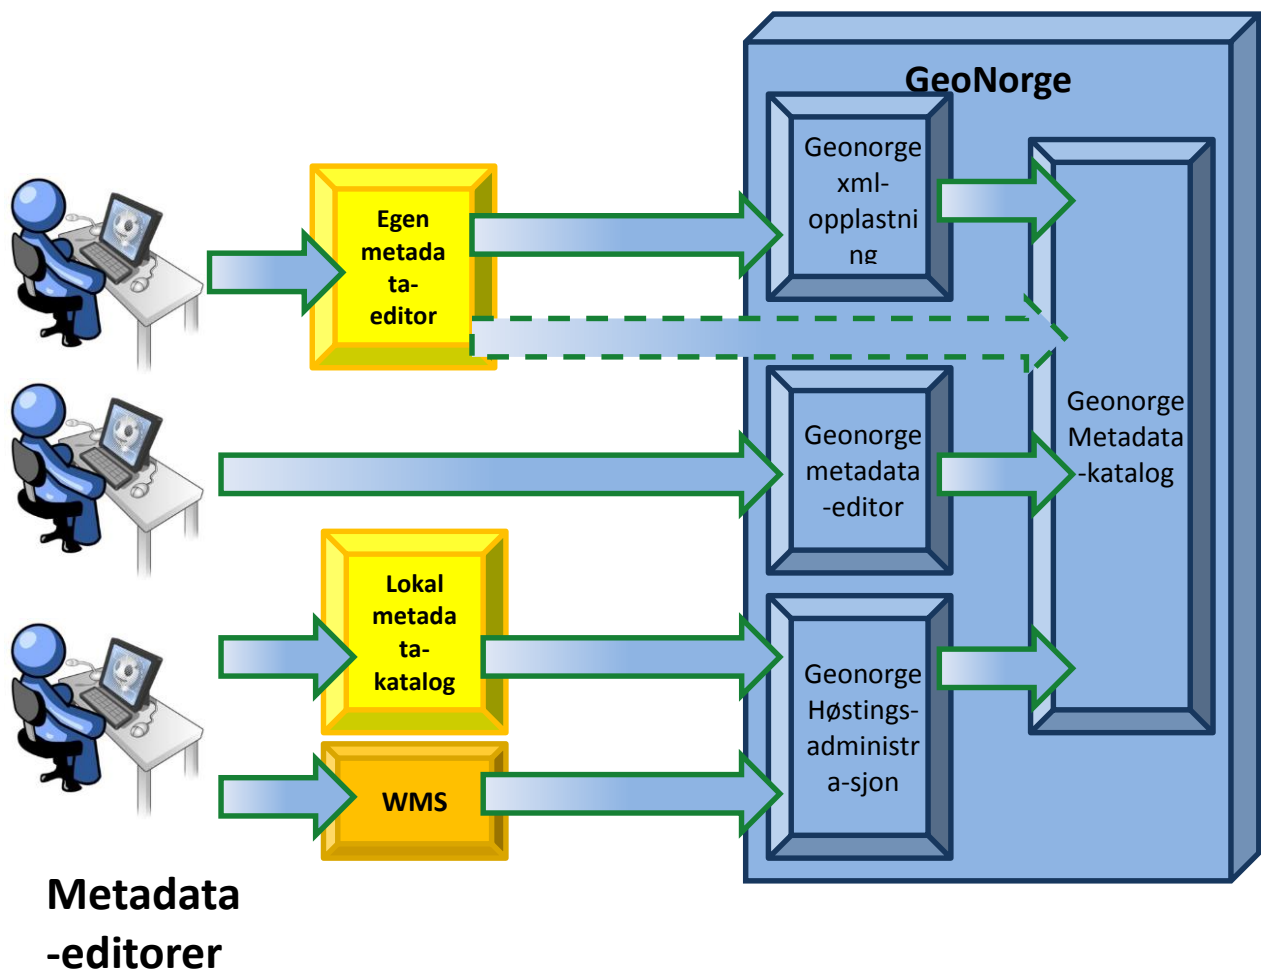 GeoNorge
Geonorge
xml-
opplastni
ng
Egen
metada
ta-
editor
Geonorge
metadata
-editor
Geonorge
Metadata
-katalog
Lokal
metada
ta-
katalog
Geonorge
Høstings-
administr
a-sjon
WMS
Metadata
-editorer